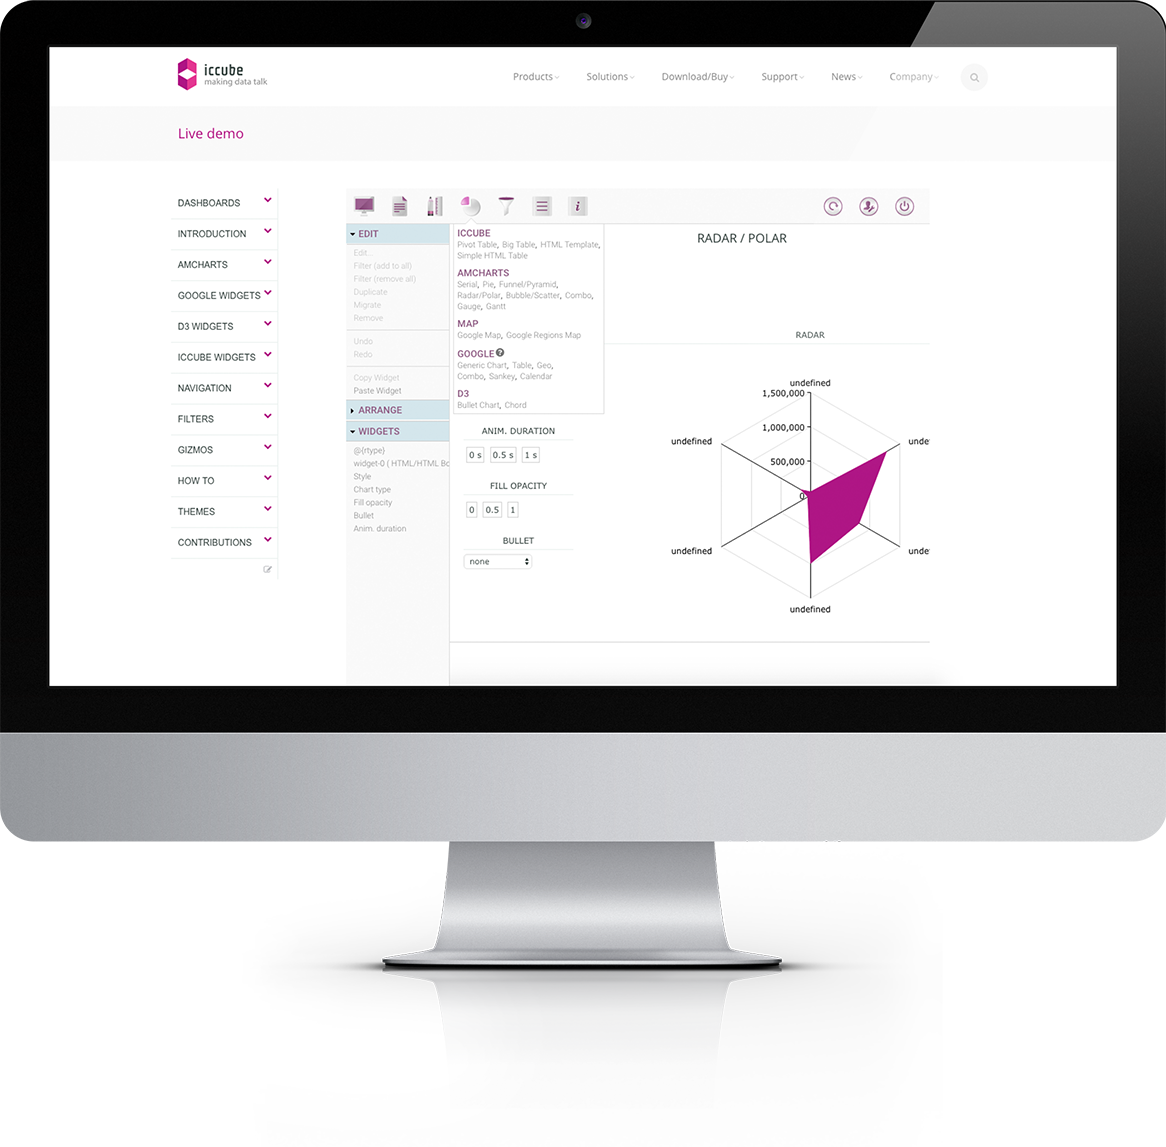 iccube
making data talk
Products
Solutions
Download/Buy
Support
News
Company
Live demo
DASHBOARDS
INTRODUCTION
AMCHARTS
GOOGLE WIDGETS
D3 WIDGETS
ICCUBE WIDGETS
NAVIGATION
FILTERS
GIZMOS
HOW TO
THEMES
CONTRIBUTIONS
i
EDIT
Edit...
Filter (add to all)
Filter (remove all)
Duplicate
Migrate
Remove
Undo
Redo
Copy Widget
Paste Widget
ARRANGE
WIDGETS
@{rtype}
widget-0 ( HTML/HTML Bo
Style
Chart type
Fill opacity
Bullet
Anim. duration
ICCUBE
Pivot Table, Big Table, HTML Template,
Simple HTML Table
AMCHARTS
Serial, Pie, Funnel/Pyramid,
Radar/Polar, Bubble/Scatter, Combo,
Gauge, Gantt
MAP
Google Map, Google Regions Map
GOOGLE ?
Generic Chart, Table, Geo,
Combo, Sankey, Calendar
D3
Bullet Chart, Chord
ANIM. DURATION
0 s 0.5 s 1 s
FILL OPACITY
0 0.5 1
BULLET
none
RADAR / POLAR
RADAR
undefined
1,500,000
1,000,000
500,000
0
undefined
unde
undefined
unde
undefined